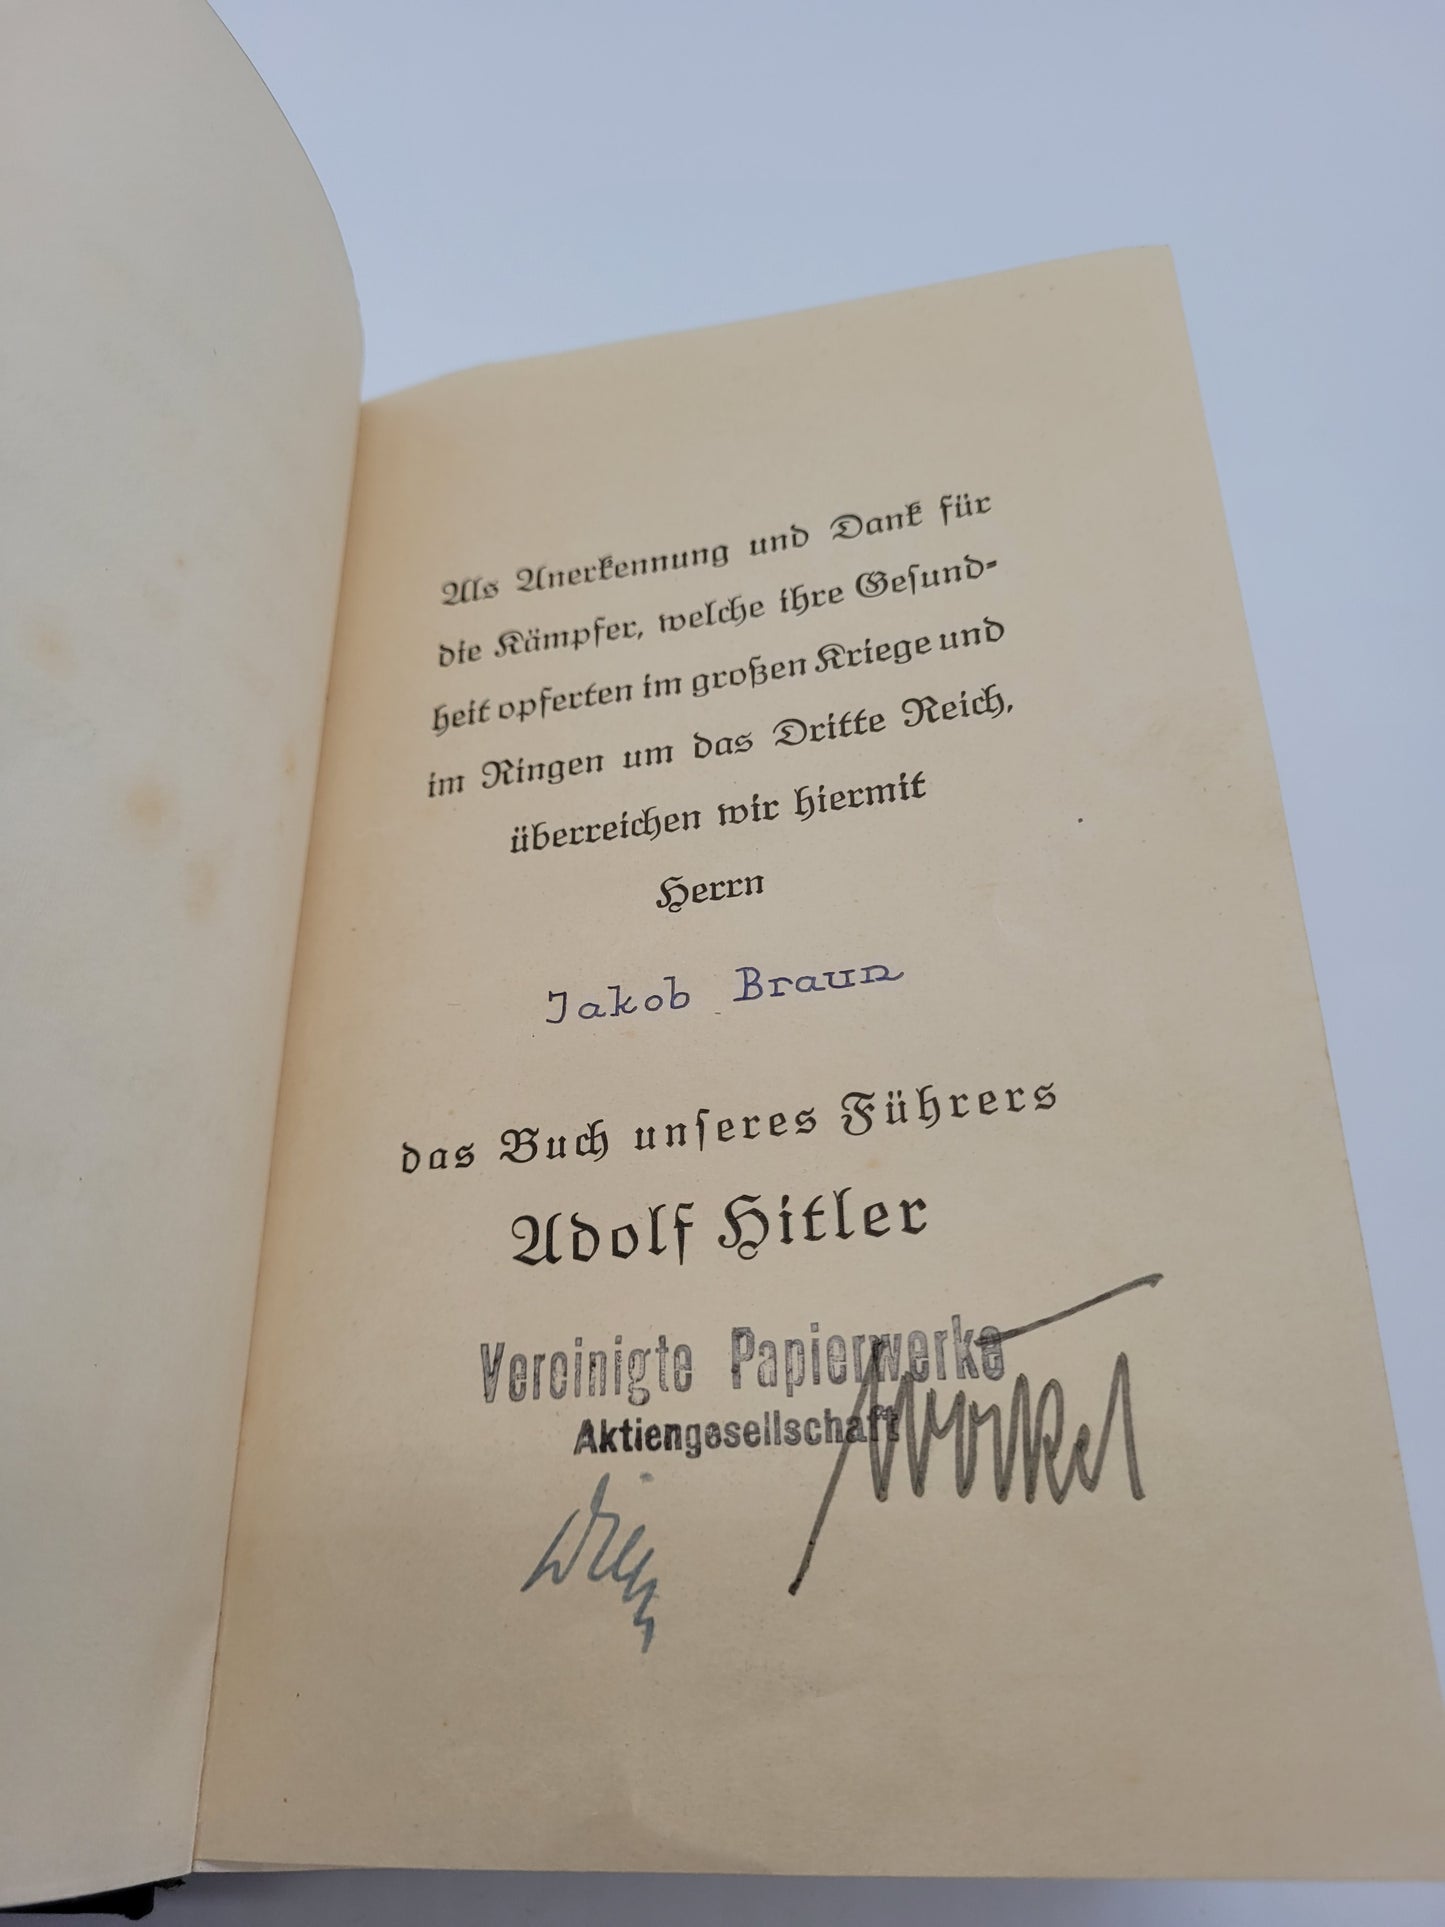 Als Anerkennung und Dank für
die Kämpfer, welche ihre Gesund-
heit opferten im großen Kriege und
im Ringen um das Dritte Reich,
überreichen wir hiermit
Herrn
Jakob Braun
das Buch unseres Führers
Adolf Hitler
Vereinigte Papierwerke
Aktiengesellschaft